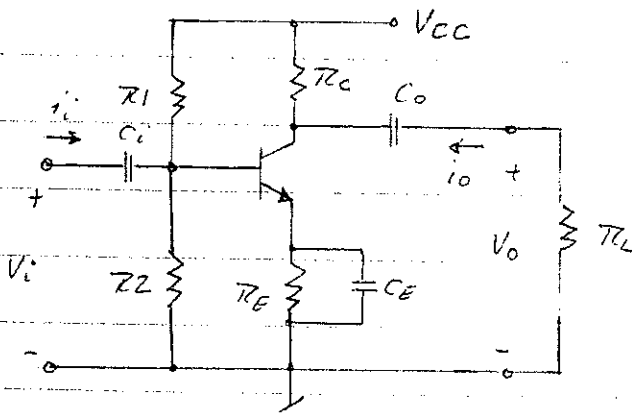 Vcc
R1
Rc
Co
ii
Ci
io
+
+
Vi
R2
RE
CE
Vo
RL
-
-